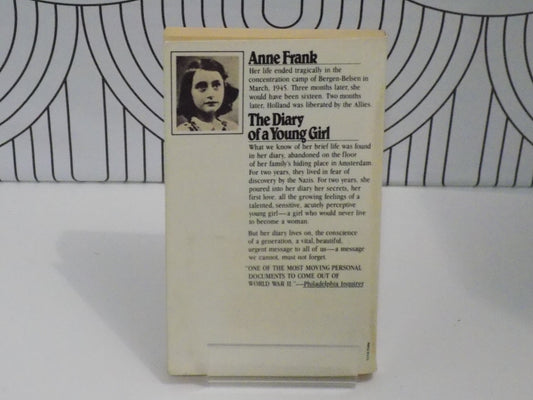 Anne Frank
Her life ended tragically in the
concentration camp of Bergen-Belsen in
March, 1945. Three months later, she
would have been sixteen. Two months
later, Holland was liberated by the Allies.
The Diary
of a Young Girl
What we know of her brief life was found
in her diary, abandoned on the floor
of her family's hiding place in Amsterdam.
For two years, they lived in fear of
discovery by the Nazis. For two years, she
poured into her diary her secrets, her
first love, all the growing feelings of a
talented, sensitive, acutely perceptive
young girl—a girl who would never live
to become a woman.
But her diary lives on, the conscience
of a generation, a vital, beautiful,
urgent message to all of us—a message
we cannot, must not forget.
"ONE OF THE MOST MOVING PERSONAL
DOCUMENTS TO COME OUT OF
WORLD WAR II."—Philadelphia Inquirer